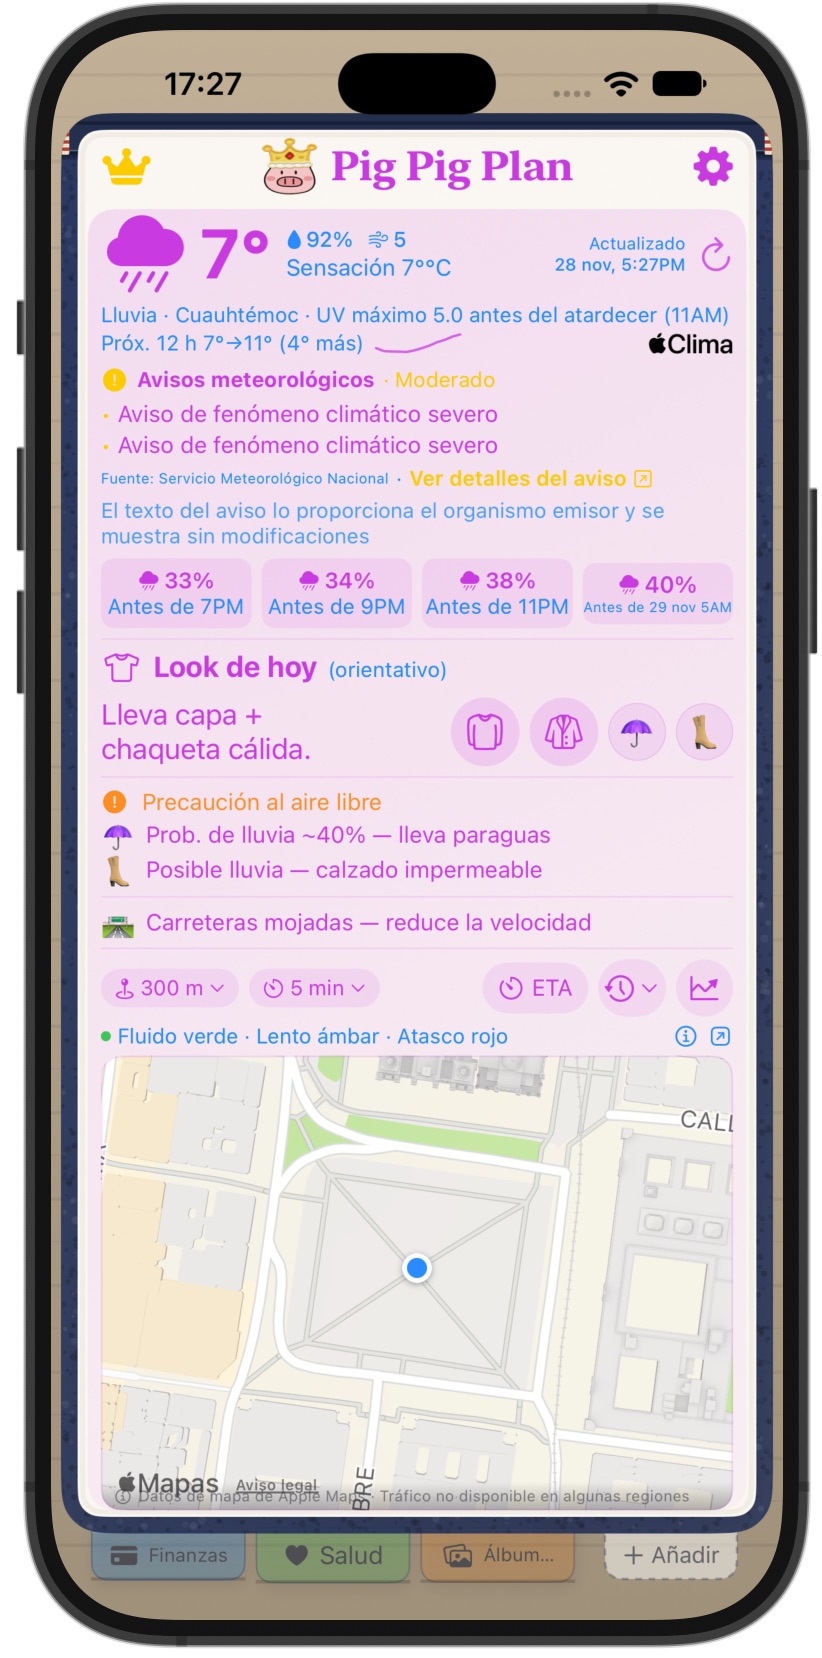 17:27
Pig Pig Plan
7°
92% 5
Sensación 7°°C
Actualizado
28 nov, 5:27PM
Lluvia · Cuauhtémoc · UV máximo 5.0 antes del atardecer (11AM)
Próx. 12 h 7°→11° (4° más)
Clima
Avisos meteorológicos · Moderado
· Aviso de fenómeno climático severo
· Aviso de fenómeno climático severo
Fuente: Servicio Meteorológico Nacional · Ver detalles del aviso
El texto del aviso lo proporciona el organismo emisor y se
muestra sin modificaciones
33%
Antes de 7PM
34%
Antes de 9PM
38%
Antes de 11PM
40%
Antes de 29 nov 5AM
Look de hoy (orientativo)
Lleva capa +
chaqueta cálida.
Precaución al aire libre
Prob. de lluvia ~40% — lleva paraguas
Posible lluvia — calzado impermeable
Carreteras mojadas — reduce la velocidad
300 m
5 min
ETA
Fluido verde · Lento ámbar · Atasco rojo
CALL
BRE
Mapas Aviso legal
Datos de mapa de Apple Maps · Tráfico no disponible en algunas regiones
Finanzas
Salud
Álbum...
+ Añadir